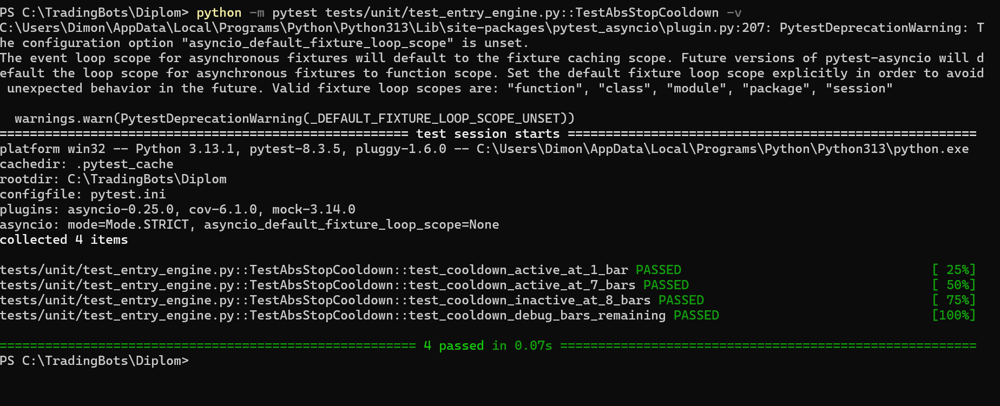 PS C:\TradingBots\Diplom> python -m pytest tests/unit/test_entry_engine.py::TestAbsStopCooldown -v
C:\Users\Dimon\AppData\Local\Programs\Python\Python313\Lib\site-packages\pytest_asyncio\plugin.py:207: PytestDeprecationWarning: T
he configuration option "asyncio_default_fixture_loop_scope" is unset.
The event loop scope for asynchronous fixtures will default to the fixture caching scope. Future versions of pytest-asyncio will d
efault the loop scope for asynchronous fixtures to function scope. Set the default fixture loop scope explicitly in order to avoid
 unexpected behavior in the future. Valid fixture loop scopes are: "function", "class", "module", "package", "session"
  warnings.warn(PytestDeprecationWarning(_DEFAULT_FIXTURE_LOOP_SCOPE_UNSET))
====================================================== test session starts ======================================================
platform win32 -- Python 3.13.1, pytest-8.3.5, pluggy-1.6.0 -- C:\Users\Dimon\AppData\Local\Programs\Python\Python313\python.exe
cachedir: .pytest_cache
rootdir: C:\TradingBots\Diplom
configfile: pytest.ini
plugins: asyncio-0.25.0, cov-6.1.0, mock-3.14.0
asyncio: mode=Mode.STRICT, asyncio_default_fixture_loop_scope=None
collected 4 items
tests/unit/test_entry_engine.py::TestAbsStopCooldown::test_cooldown_active_at_1_bar PASSED [ 25%]
tests/unit/test_entry_engine.py::TestAbsStopCooldown::test_cooldown_active_at_7_bars PASSED [ 50%]
tests/unit/test_entry_engine.py::TestAbsStopCooldown::test_cooldown_inactive_at_8_bars PASSED [ 75%]
tests/unit/test_entry_engine.py::TestAbsStopCooldown::test_cooldown_debug_bars_remaining PASSED [100%]
======================================================= 4 passed in 0.07s =======================================================
PS C:\TradingBots\Diplom>